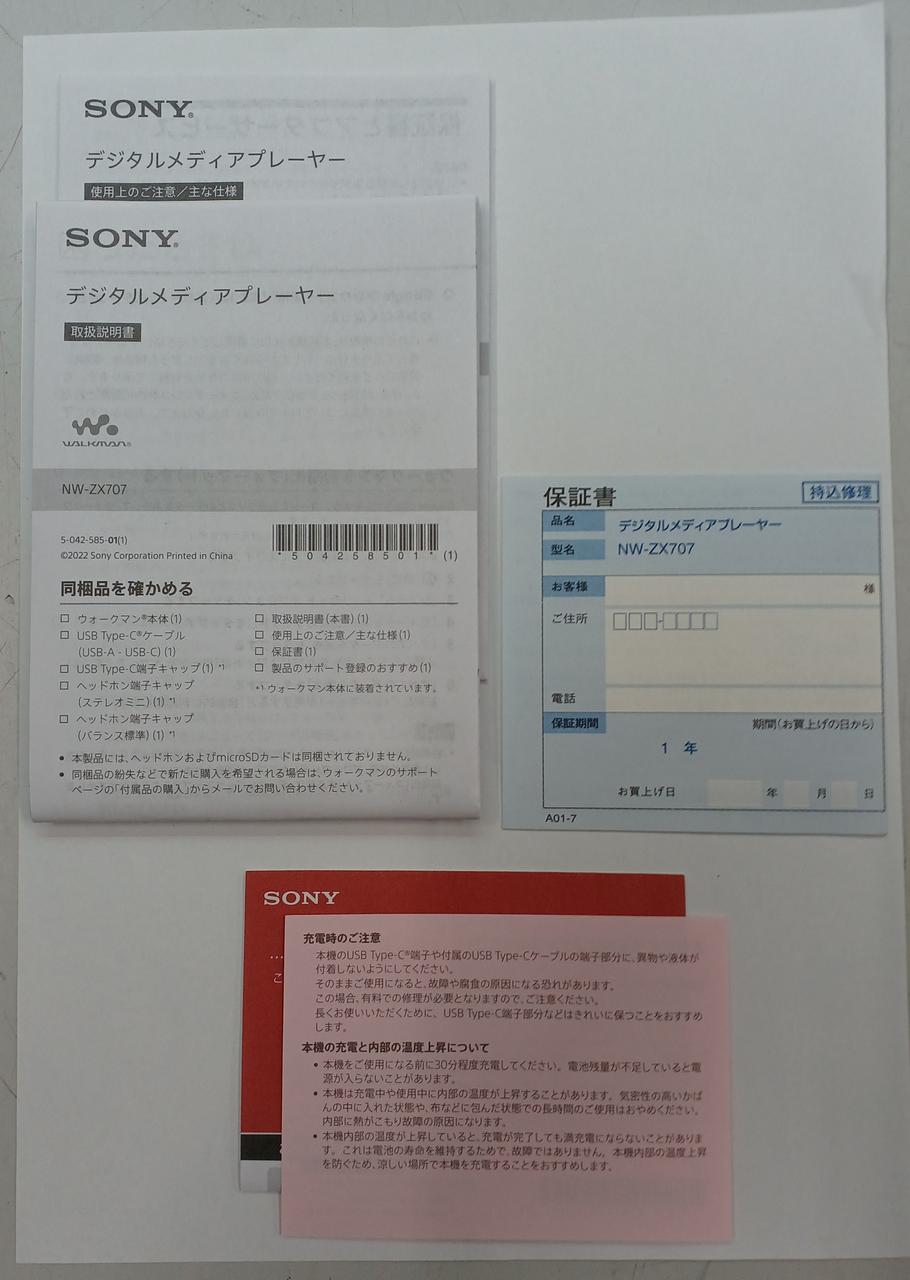 SONY®
デジタルメディアプレーヤー
使用上のご注意／主な仕様
SONY®
デジタルメディアプレーヤー
取扱説明書
WALKMAN®
NW-ZX707
5-042-585-01(1)
©2022 Sony Corporation Printed in China
*504258501* (1)
同梱品を確かめる
□ ウォークマン®本体(1)
□ USB Type-C®ケーブル
(USB-A - USB-C) (1)
□ USB Type-C端子キャップ(1) *1
□ ヘッドホン端子キャップ
(ステレオミニ) (1) *1
□ ヘッドホン端子キャップ
(バランス標準) (1) *1
□ 取扱説明書(本書) (1)
□ 使用上のご注意／主な仕様(1)
□ 保証書(1)
□ 製品のサポート登録のおすすめ(1)
*1 ウォークマン本体に装着されています。
• 本製品には、ヘッドホンおよびmicroSDカードは同梱されておりません。
• 同梱品の紛失などで新たに購入を希望される場合は、ウォークマンのサポート
ページの「付属品の購入」からメールでお問い合わせください。
保証書
持込修理
品名 デジタルメディアプレーヤー
型名 NW-ZX707
お客様 様
ご住所 □□□-□□□□
電話
保証期間 期間(お買上げの日から)
1 年
お買上げ日 年 月 日
A01-7
SONY
…
こ
充電時のご注意
本機のUSB Type-C®端子や付属のUSB Type-Cケーブルの端子部分に、異物や液体が
付着しないようにしてください。
そのままご使用になると、故障や腐食の原因になる恐れがあります。
この場合、有料での修理が必要となりますので、ご注意ください。
長くお使いいただくために、USB Type-C端子部分などはきれいに保つことをおすすめ
します。
本機の充電と内部の温度上昇について
• 本機をご使用になる前に30分程度充電してください。電池残量が不足していると電
源が入らないことがあります。
• 本機は充電中や使用中に内部の温度が上昇することがあります。気密性の高いかば
んの中に入れた状態や、布などに包んだ状態での長時間のご使用はおやめください。
内部に熱がこもり故障の原因になります。
• 本機内部の温度が上昇していると、充電が完了しても満充電にならないことがありま
す。これは電池の寿命を維持するためで、故障ではありません。本機内部の温度上昇
を防ぐため、涼しい場所で本機を充電することをおすすめします。